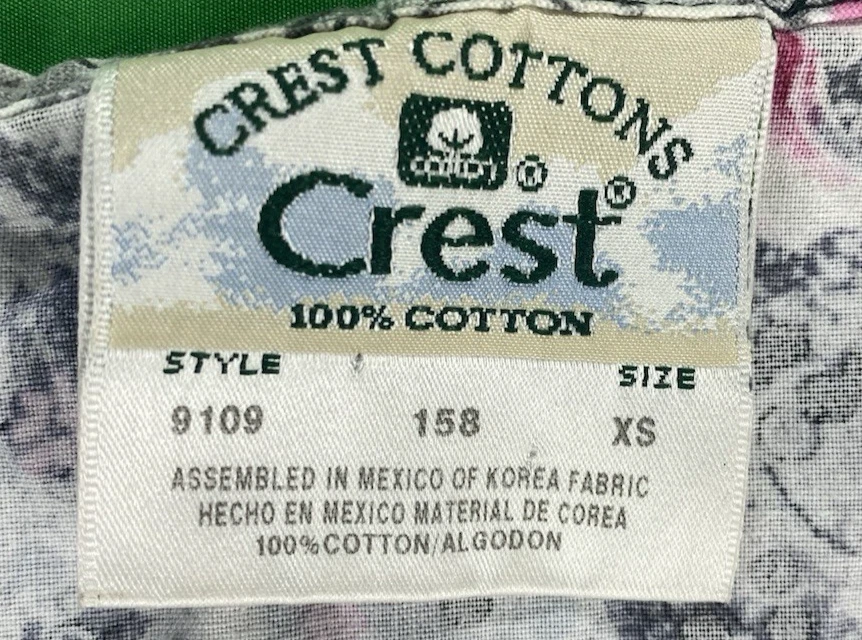 CREST COTTONS
COTTON ®
Crest®
100% COTTON
STYLE SIZE
9109 158 XS
ASSEMBLED IN MEXICO OF KOREA FABRIC
HECHO EN MEXICO MATERIAL DE COREA
100%COTTON/ALGODON